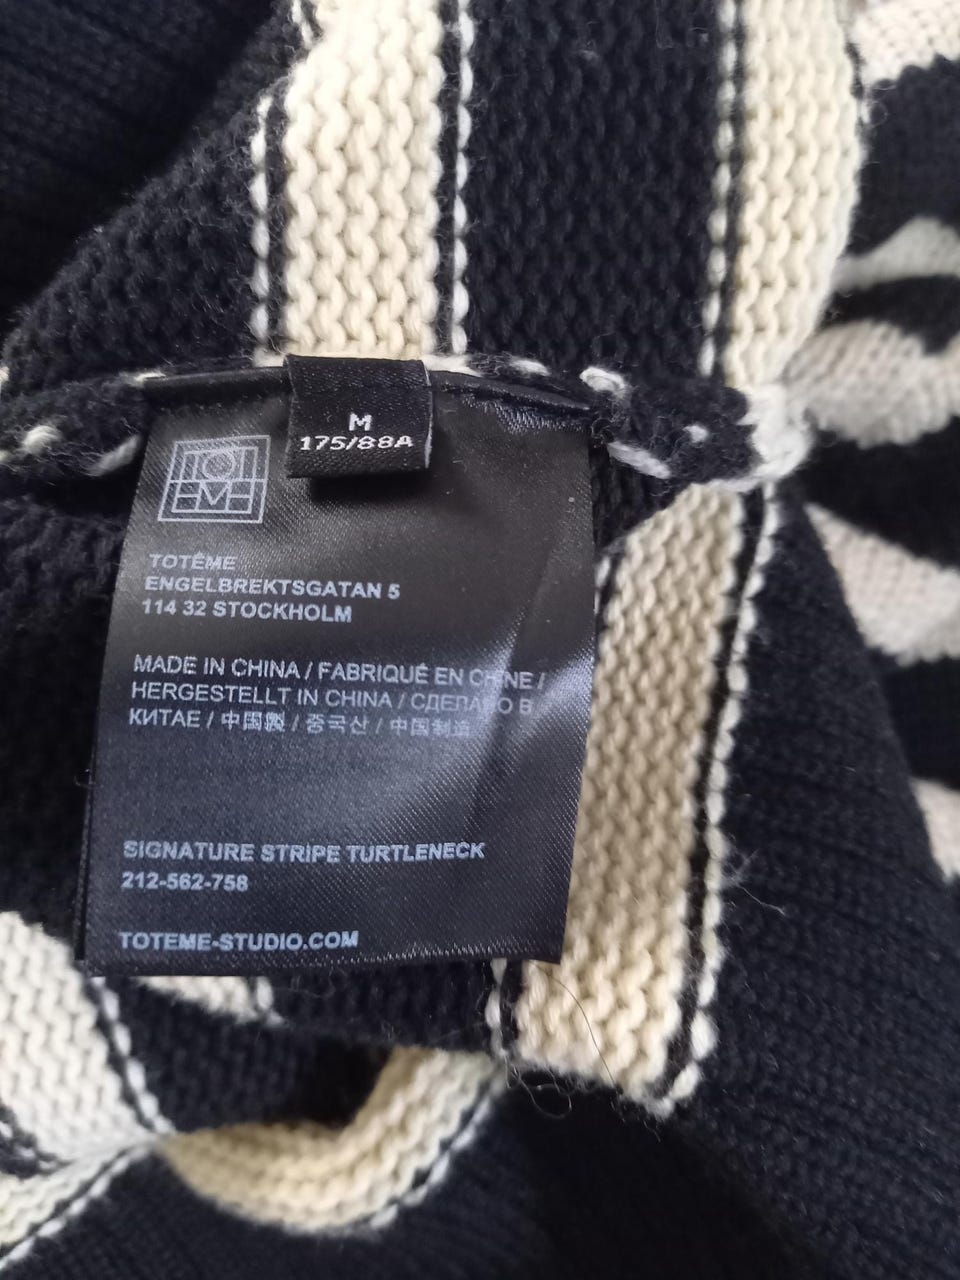 M
175/88A
TOTÊME
ENGELBREKTSGATAN 5
114 32 STOCKHOLM
MADE IN CHINA / FABRIQUÉ EN CHINE /
HERGESTELLT IN CHINA / СДЕЛАНО В
КИТАЕ / 中国製 / 중국산 / 中国制造
SIGNATURE STRIPE TURTLENECK
212-562-758
TOTEME-STUDIO.COM